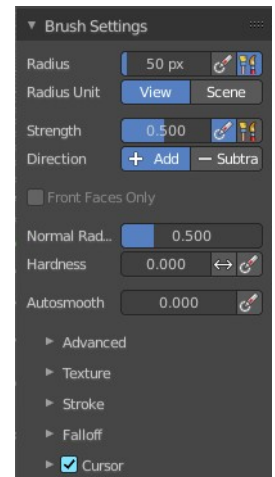 Brush Settings
Radius 50 px
Radius Unit View Scene
Strength 0.500
Direction + Add — Subtra
Front Faces Only
Normal Rad... 0.500
Hardness 0.000
Autosmooth 0.000
Advanced
Texture
Stroke
Falloff
Cursor